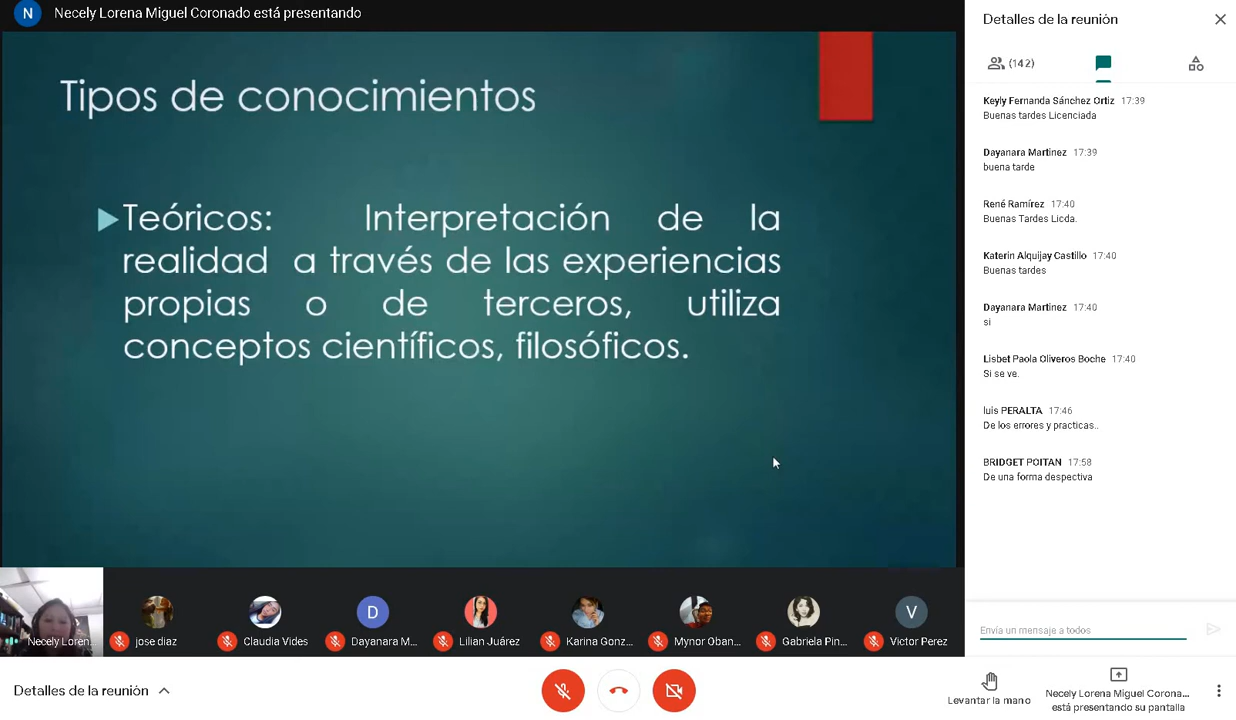 N
Necely Lorena Miguel Coronado está presentando
Tipos de conocimientos
Teóricos: Interpretación de la
realidad a través de las experiencias
propias o de terceros, utiliza
conceptos científicos, filosóficos.
Necely Loren...
jose diaz
Claudia Vides
D
Dayanara M...
Lilian Juárez
Karina Gonz...
Mynor Oban...
Gabriela Pin...
V
Victor Perez
Detalles de la reunión
(142)
Keyly Fernanda Sánchez Ortiz 17:39
Buenas tardes Licenciada
Dayanara Martinez 17:39
buena tarde
René Ramírez 17:40
Buenas Tardes Licda.
Katerin Alquijay Castillo 17:40
Buenas tardes
Dayanara Martinez 17:40
si
Lisbet Paola Oliveros Boche 17:40
Si se ve.
luis PERALTA 17:46
De los errores y practicas..
BRIDGET POITAN 17:58
De una forma despectiva
Envía un mensaje a todos
Detalles de la reunión
Levantar la mano
Necely Lorena Miguel Corona...
está presentando su pantalla